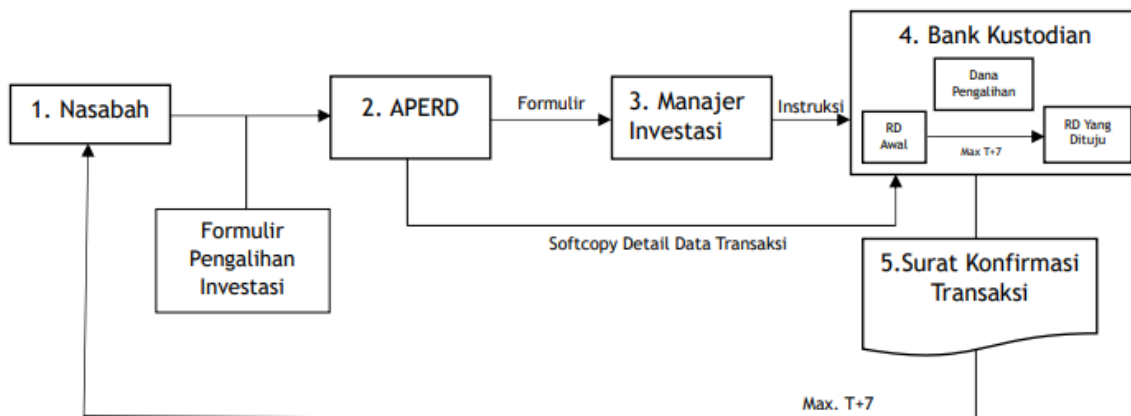 1. Nasabah
Formulir
Pengalihan
Investasi
2. APERD
Formulir
3. Manajer
Investasi
Instruksi
4. Bank Kustodian
Dana
Pengalihan
RD
Awal
Max T+7
RD Yang
Dituju
Softcopy Detail Data Transaksi
5.Surat Konfirmasi
Transaksi
Max. T+7